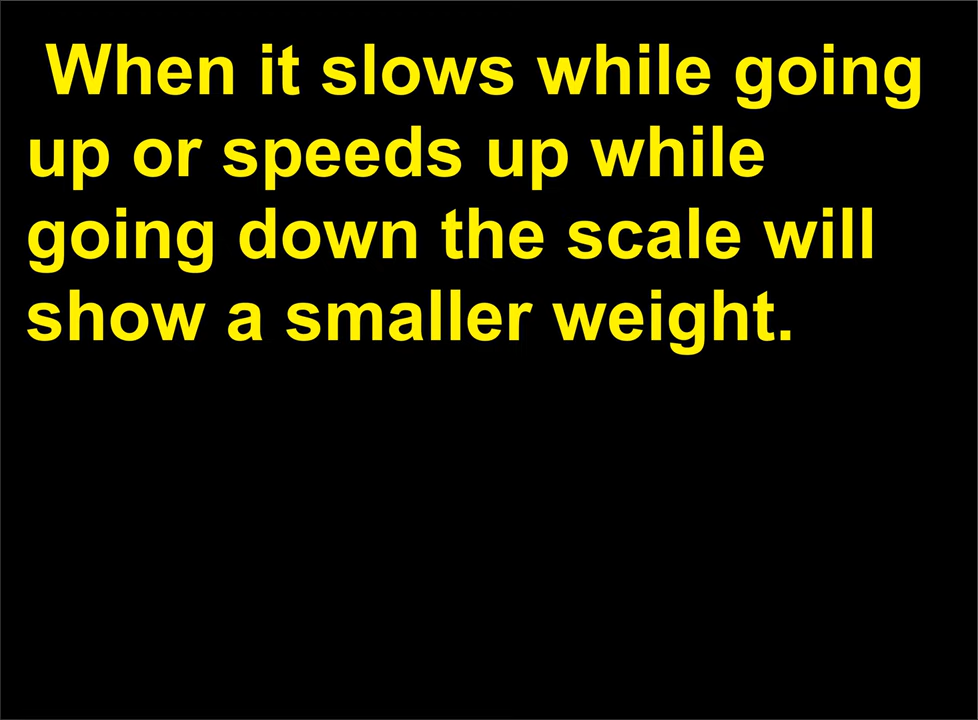 When it slows while going
up or speeds up while
going down the scale will
show a smaller weight.